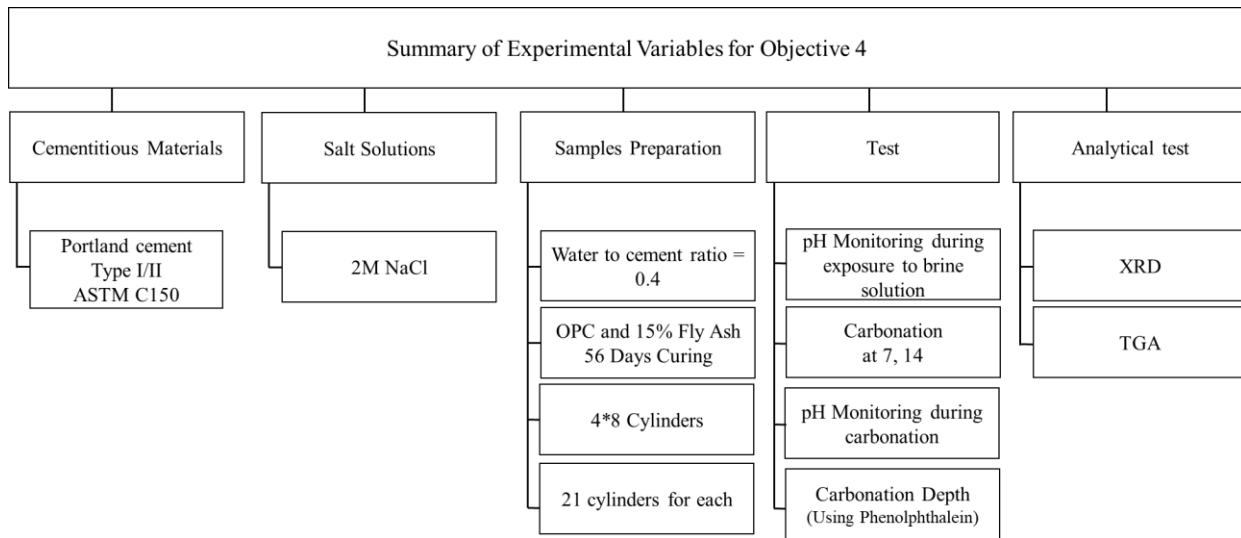 Summary of Experimental Variables for Objective 4
Cementitious Materials
Portland cement
Type I/II
ASTM C150
Salt Solutions
2M NaCl
Samples Preparation
Water to cement ratio =
0.4
OPC and 15% Fly Ash
56 Days Curing
4*8 Cylinders
21 cylinders for each
Test
pH Monitoring during
exposure to brine
solution
Carbonation
at 7, 14
pH Monitoring during
carbonation
Carbonation Depth
(Using Phenolphthalein)
Analytical test
XRD
TGA